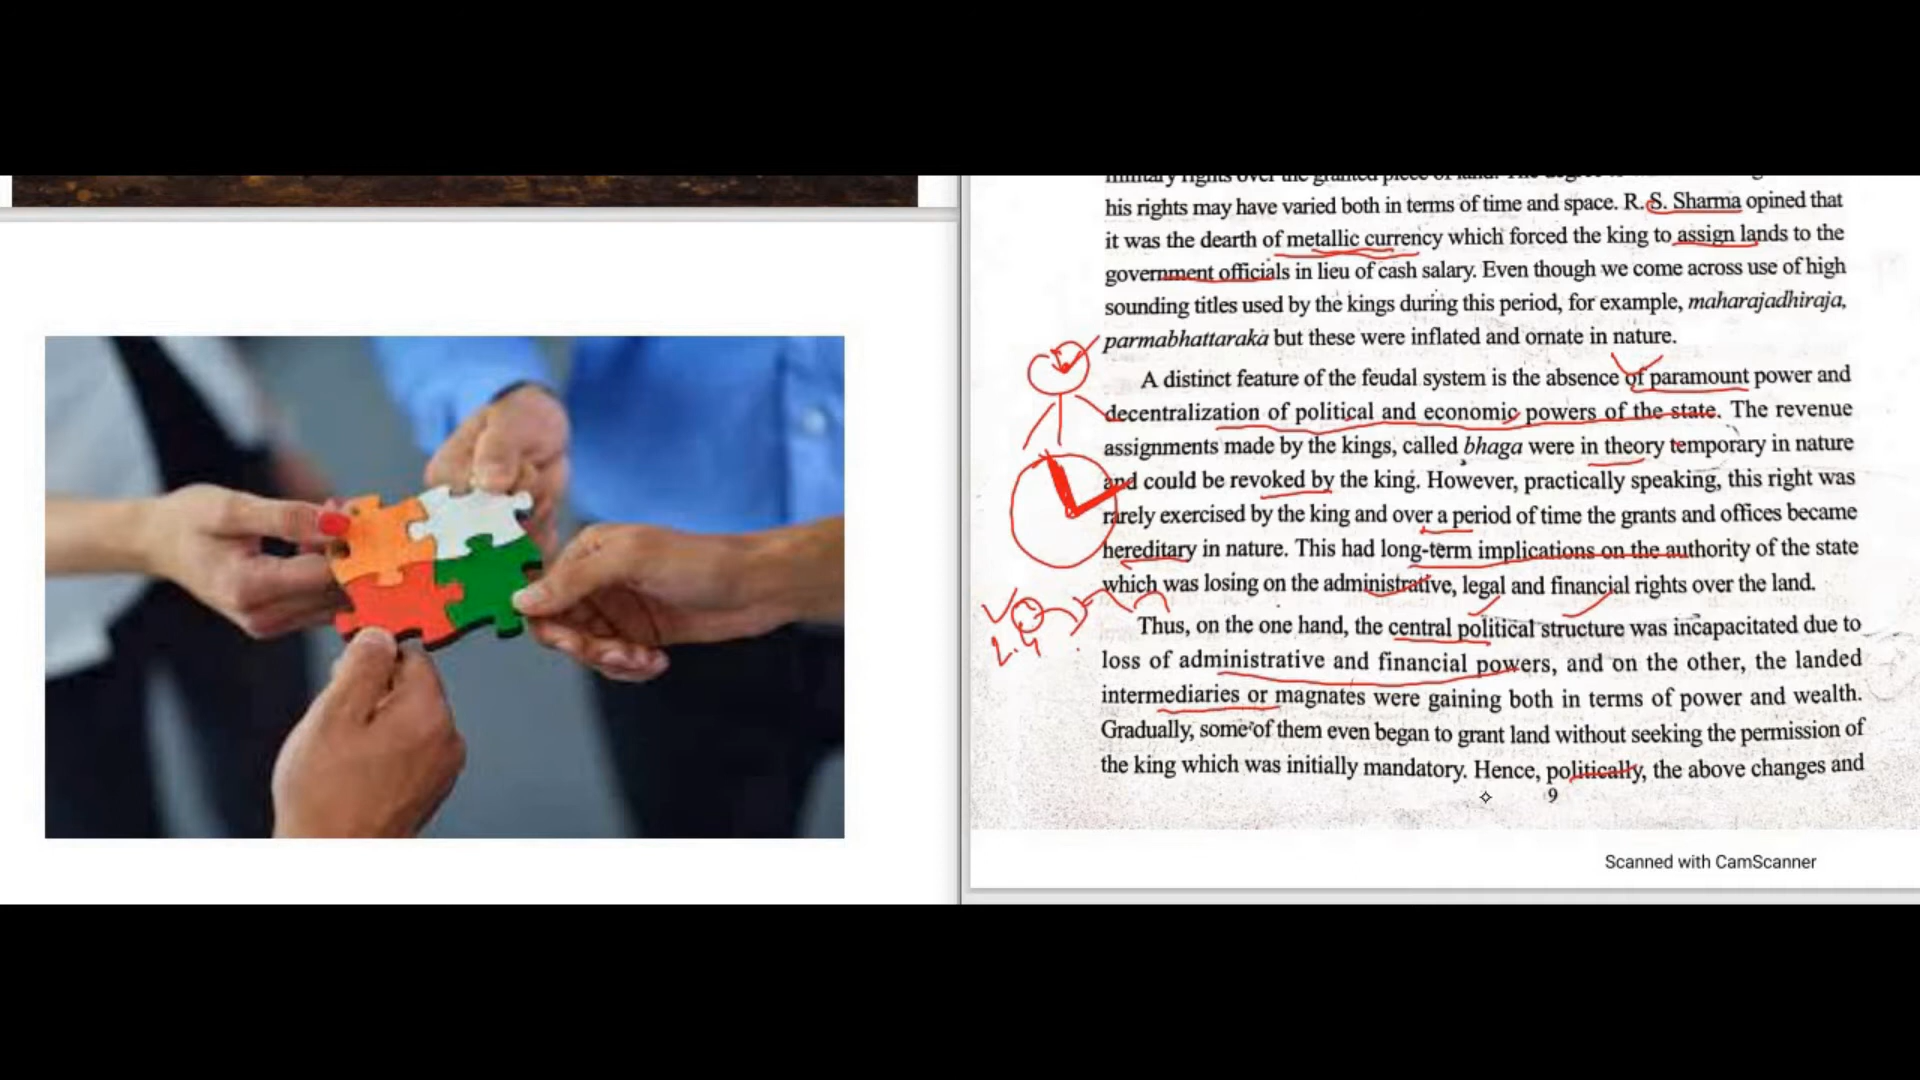 military rights over the granted piece of land. The
his rights may have varied both in terms of time and space. R. S. Sharma opined that
it was the dearth of metallic currency which forced the king to assign lands to the
government officials in lieu of cash salary. Even though we come across use of high
sounding titles used by the kings during this period, for example, maharajadhiraja,
parmabhattaraka but these were inflated and ornate in nature.
A distinct feature of the feudal system is the absence of paramount power and
decentralization of political and economic powers of the state. The revenue
assignments made by the kings, called bhaga were in theory temporary in nature
and could be revoked by the king. However, practically speaking, this right was
rarely exercised by the king and over a period of time the grants and offices became
hereditary in nature. This had long-term implications on the authority of the state
which was losing on the administrative, legal and financial rights over the land.
Thus, on the one hand, the central political structure was incapacitated due to
loss of administrative and financial powers, and on the other, the landed
intermediaries or magnates were gaining both in terms of power and wealth.
Gradually, some of them even began to grant land without seeking the permission of
the king which was initially mandatory. Hence, politically, the above changes and
9
Scanned with CamScanner